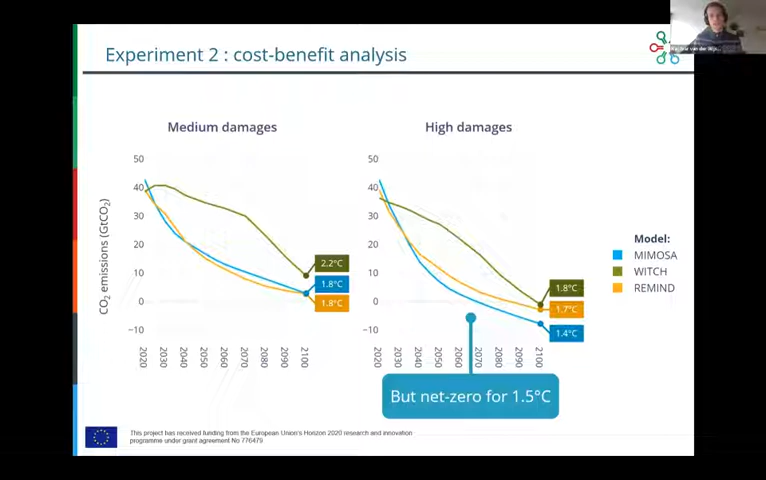 Experiment 2 : cost-benefit analysis
Medium damages
High damages
CO₂ emissions (GtCO₂)
50
40
30
20
10
0
−10
2020
2030
2040
2050
2060
2070
2080
2090
2100
2.2°C
1.8°C
1.8°C
50
40
30
20
10
0
−10
2020
2030
2040
2050
2060
2070
2080
2090
2100
1.8°C
1.7°C
1.4°C
Model:
MIMOSA
WITCH
REMIND
But net-zero for 1.5°C
This project has received funding from the European Union's Horizon 2020 research and innovation
programme under grant agreement No 776479